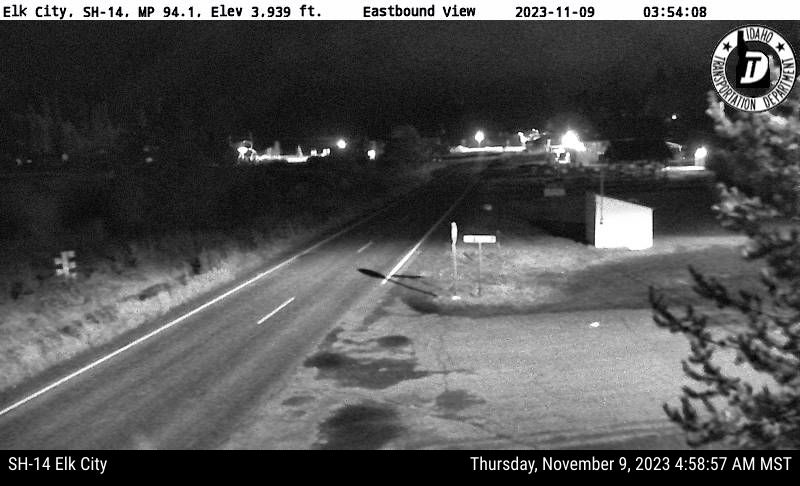 Elk City, SH-14, MP 94.1, Elev 3,939 ft. Eastbound View 2023-11-09 03:54:08
IDAHO
TRANSPORTATION DEPARTMENT
SH-14 Elk City Thursday, November 9, 2023 4:58:57 AM MST